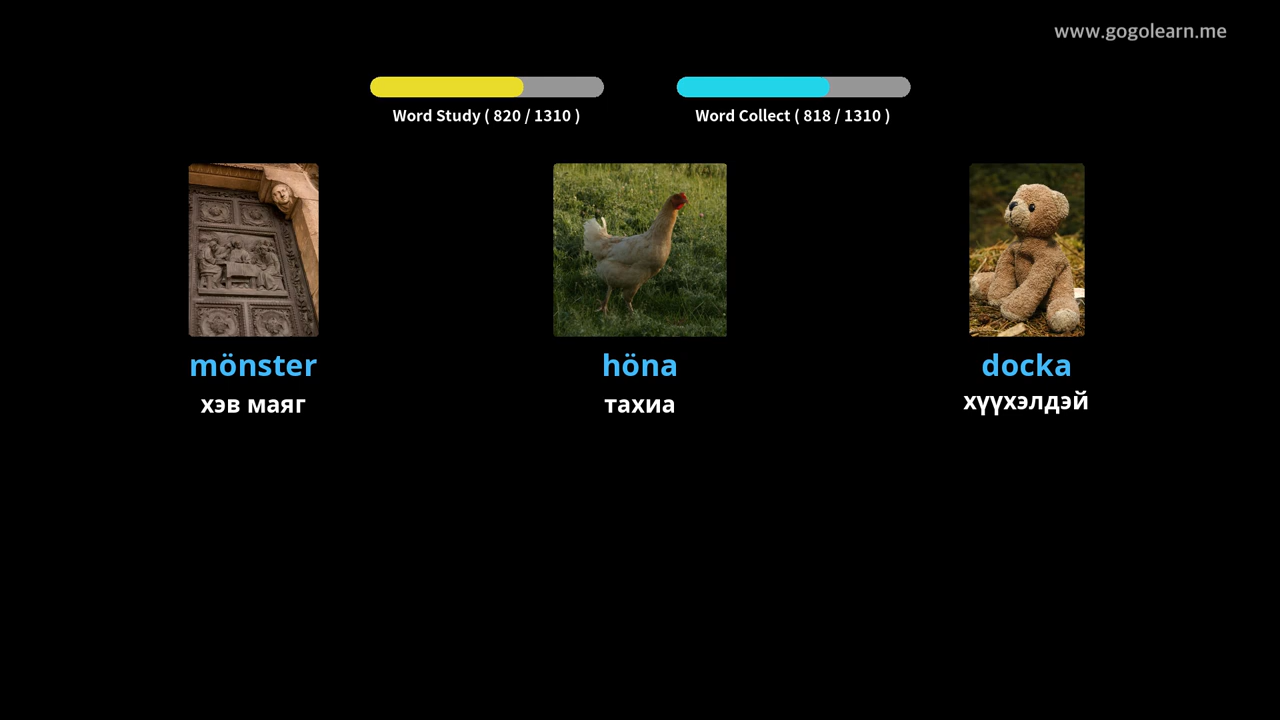 www.gogolearn.me
Word Study ( 820 / 1310 )
Word Collect ( 818 / 1310 )
mönster
höna
docka
хэв маяг
тахиа
хүүхэлдэй